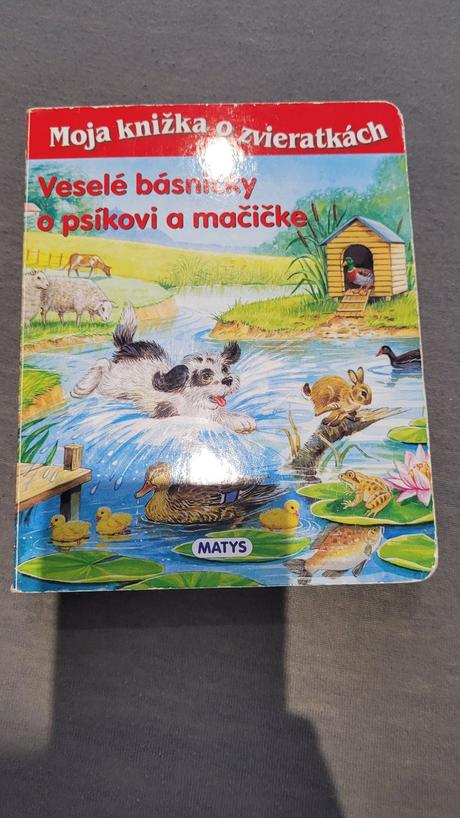 Moja knižka o zvieratkách
Veselé básničky
o psíkovi a mačičke
MATYS